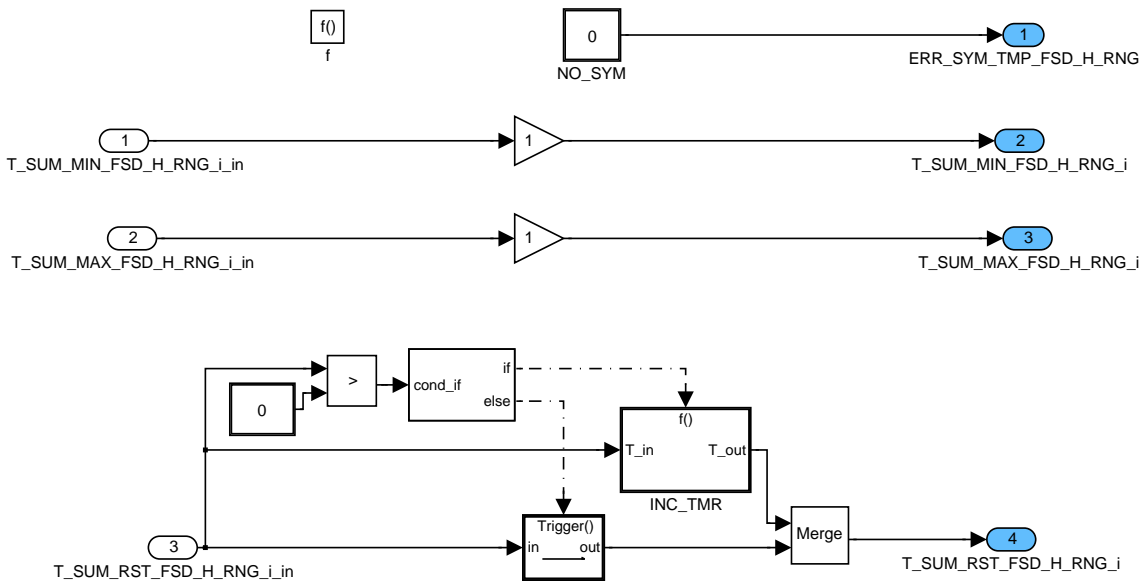 f()
f
0
NO_SYM
1
ERR_SYM_TMP_FSD_H_RNG
1
T_SUM_MIN_FSD_H_RNG_i_in
1
2
T_SUM_MIN_FSD_H_RNG_i
2
T_SUM_MAX_FSD_H_RNG_i_in
1
3
T_SUM_MAX_FSD_H_RNG_i
0
>
cond_if
if
else
f()
T_in
T_out
INC_TMR
3
T_SUM_RST_FSD_H_RNG_i_in
Trigger()
in
out
Merge
4
T_SUM_RST_FSD_H_RNG_i